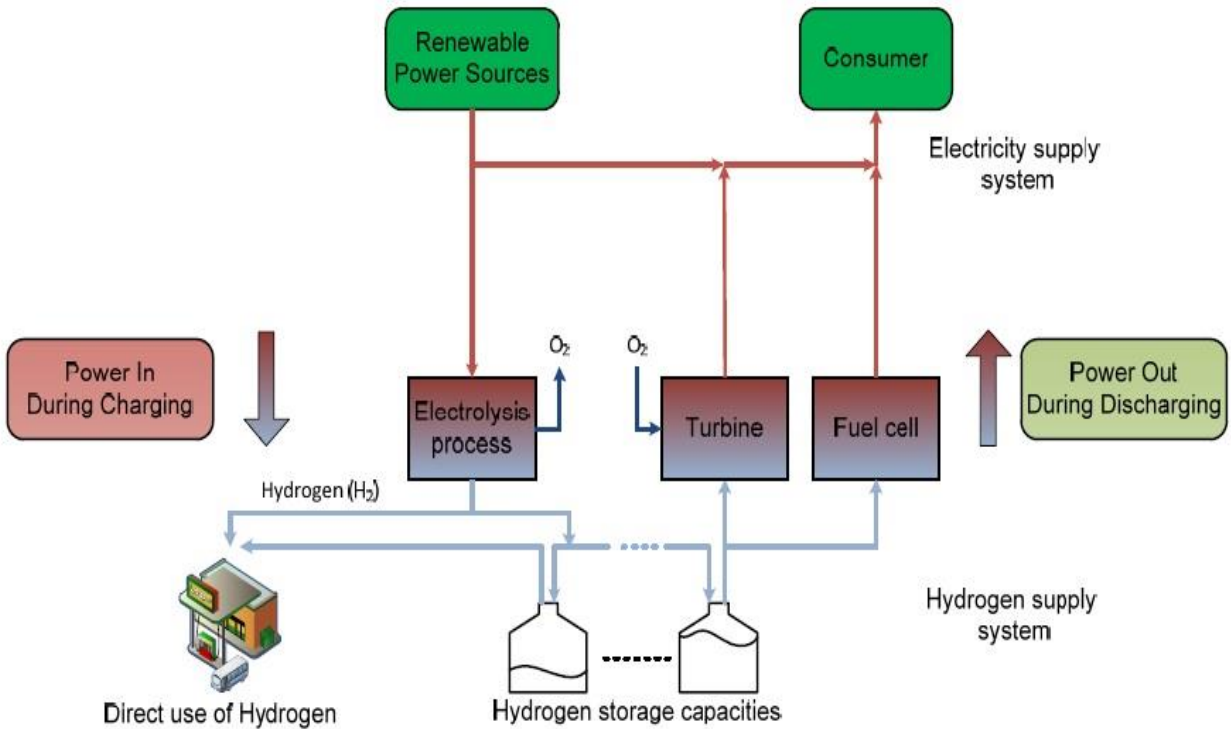 Renewable
Power Sources
Consumer
Electricity supply
system
O₂
O₂
Power In
During Charging
Electrolysis
process
Turbine
Fuel cell
Power Out
During Discharging
Hydrogen (H₂)
Hydrogen supply
system
Direct use of Hydrogen
Hydrogen storage capacities